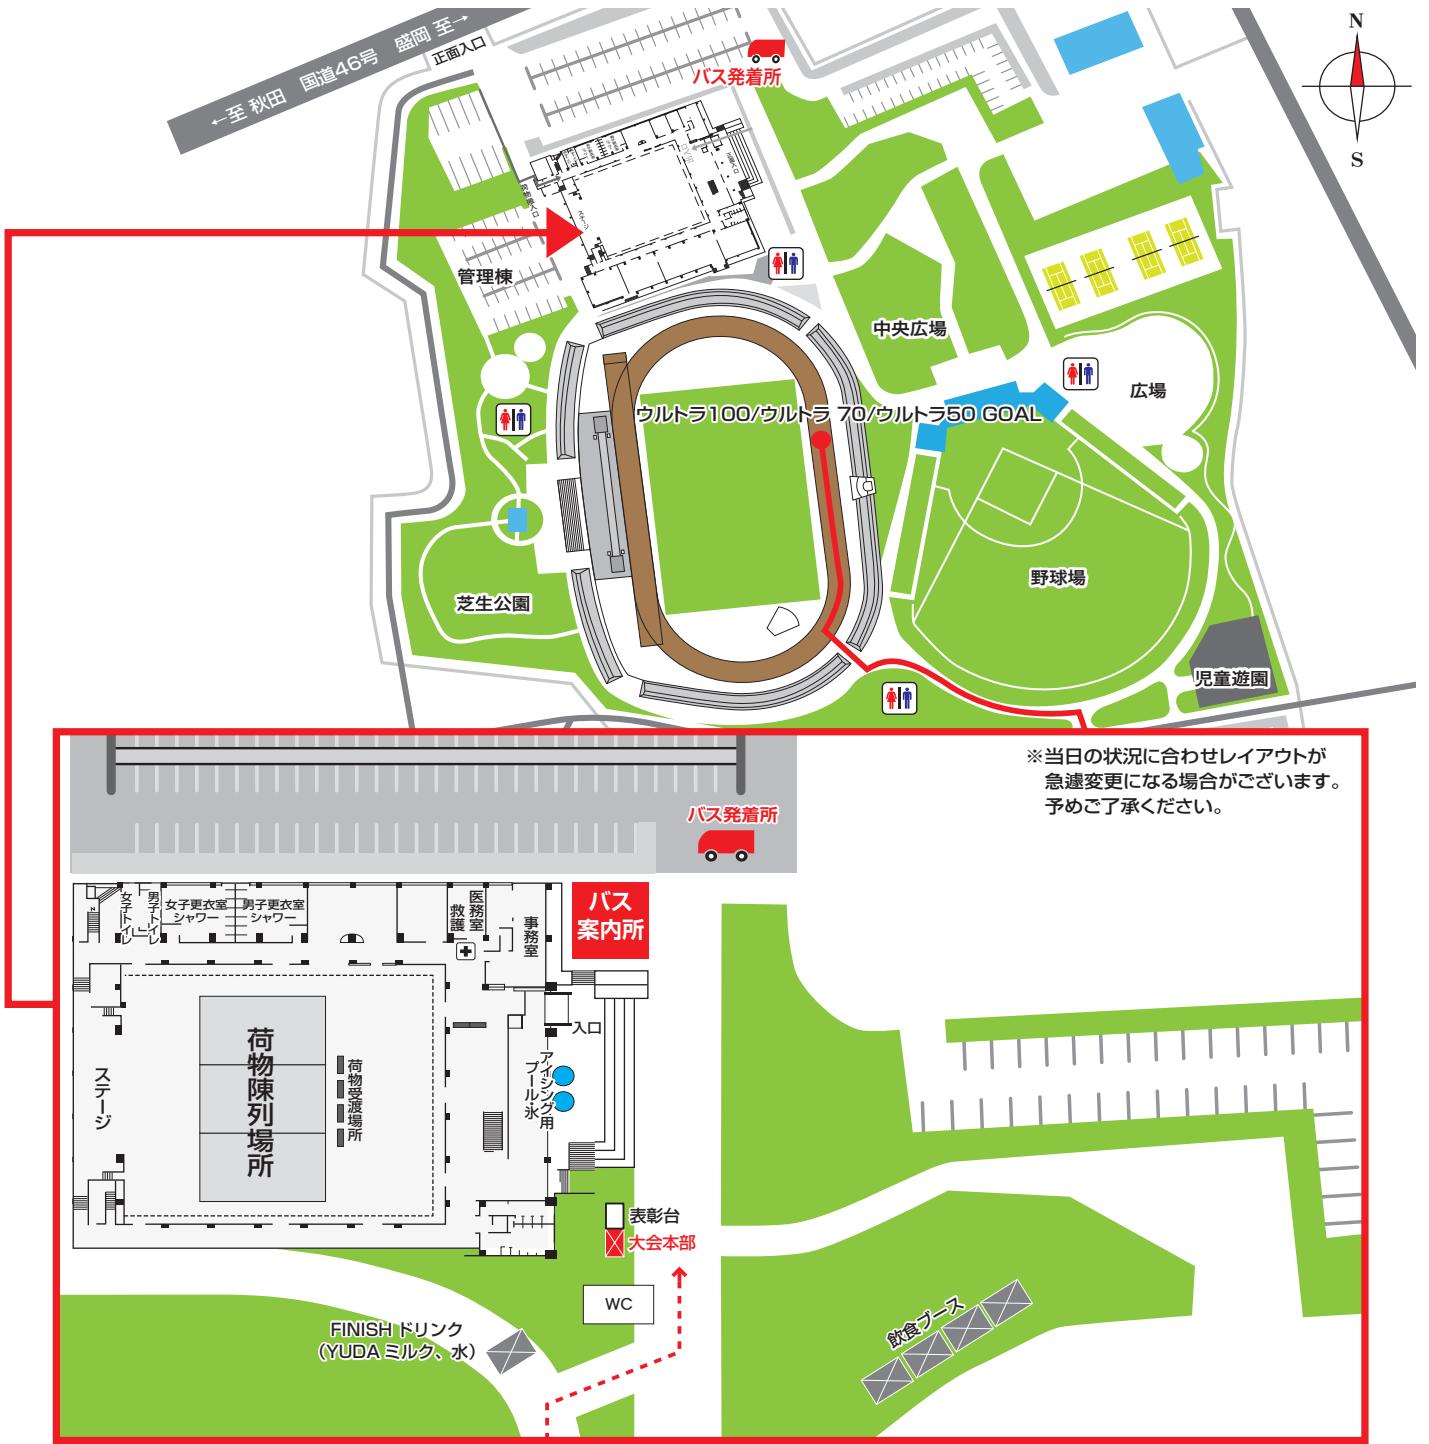 ←至 秋田　国道46号　盛岡 至→
正面入口
バス発着所
N
S
管理棟
ステージ
中央広場
広場
ウルトラ100/ウルトラ 70/ウルトラ50 GOAL
野球場
芝生公園
児童遊園
※当日の状況に合わせレイアウトが
急遽変更になる場合がございます。
予めご了承ください。
バス発着所
バス
案内所
女子トイレ
男子トイレ
女子更衣室
シャワー
男子更衣室
シャワー
医務室
救護
事務室
入口
アイシング用
プール・氷
ステージ
荷物陳列場所
荷物受渡場所
表彰台
大会本部
WC
FINISH ドリンク
（YUDA ミルク、水）
飲食ブース